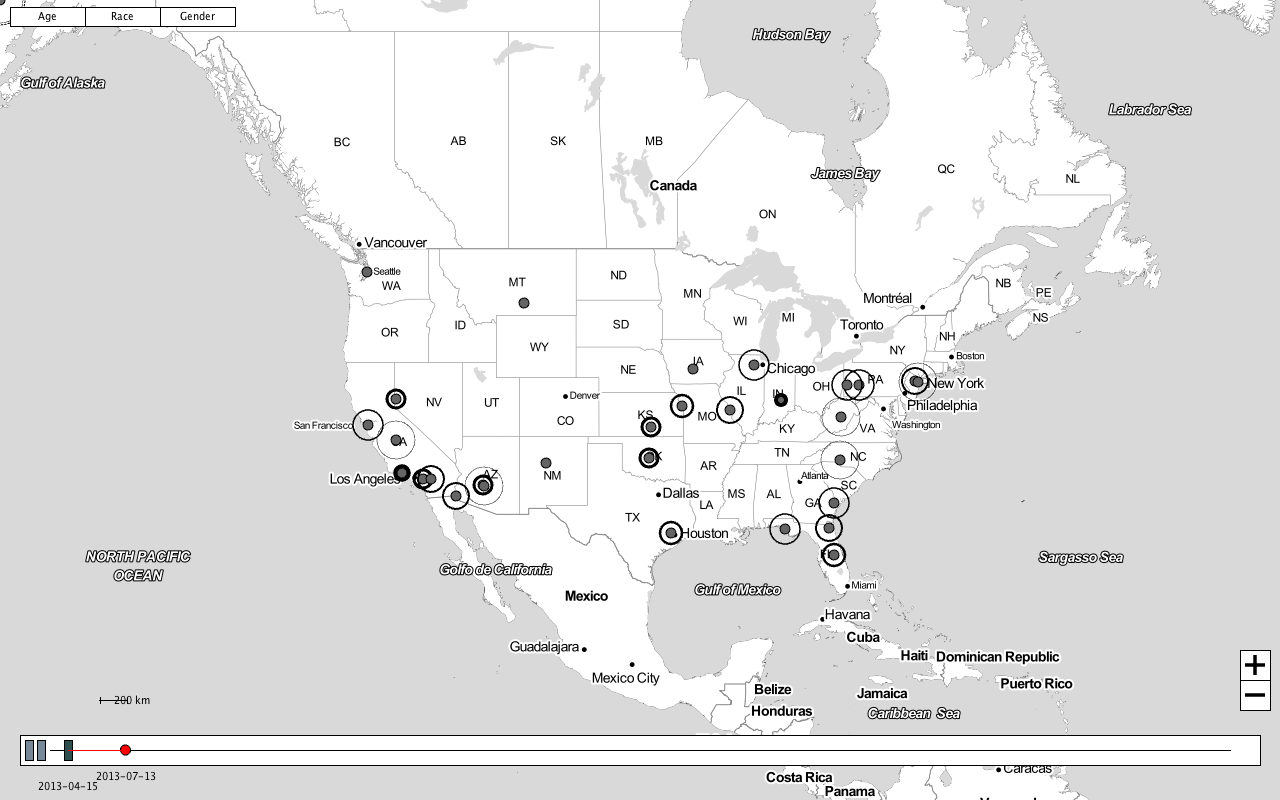 Age
Race
Gender
Hudson Bay
Gulf of Alaska
Labrador Sea
BC
AB
SK
MB
James Bay
QC
NL
Canada
ON
Vancouver
Seattle
WA
MT
ND
MN
NB
PE
NS
Montréal
Toronto
OR
ID
SD
WI
MI
NH
NY
Boston
WY
NE
IA
Chicago
IL
IN
OH
PA
New York
Philadelphia
Washington
NV
UT
Denver
CO
KS
MO
KY
VA
San Francisco
TN
NC
Los Angeles
AZ
NM
AR
Atlanta
SC
Dallas
LA
MS
AL
GA
TX
Houston
NORTH PACIFIC
OCEAN
Golfo de California
Gulf of Mexico
Sargasso Sea
Mexico
Miami
Havana
Cuba
Guadalajara
Haiti
Dominican Republic
Mexico City
Puerto Rico
Belize
Jamaica
Honduras
Caribbean Sea
200 km
+
−
2013-07-13
2013-04-15
Costa Rica
Panama
Caracas